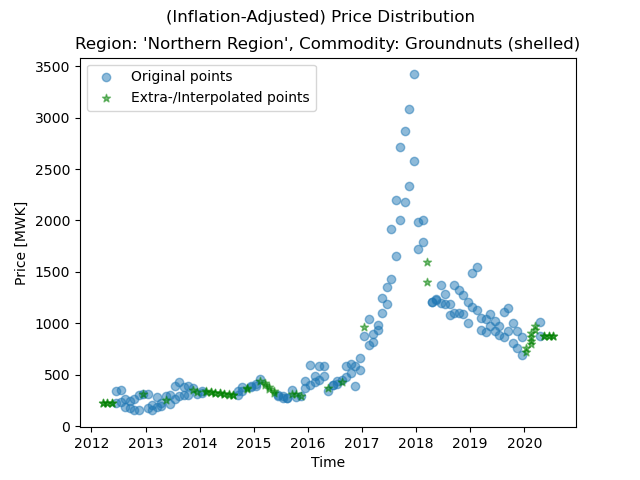 (Inflation-Adjusted) Price Distribution
Region: 'Northern Region', Commodity: Groundnuts (shelled)
Original points
Extra-/Interpolated points
3500
3000
2500
2000
1500
1000
500
0
Price [MWK]
2012 2013 2014 2015 2016 2017 2018 2019 2020
Time